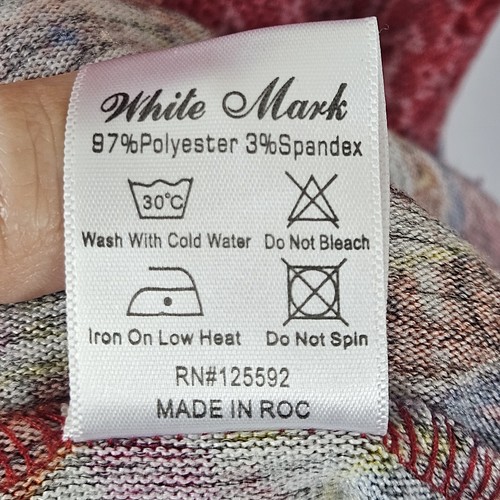 White Mark
97%Polyester 3%Spandex
30°C
Wash With Cold Water Do Not Bleach
Iron On Low Heat Do Not Spin
RN#125592
MADE IN ROC